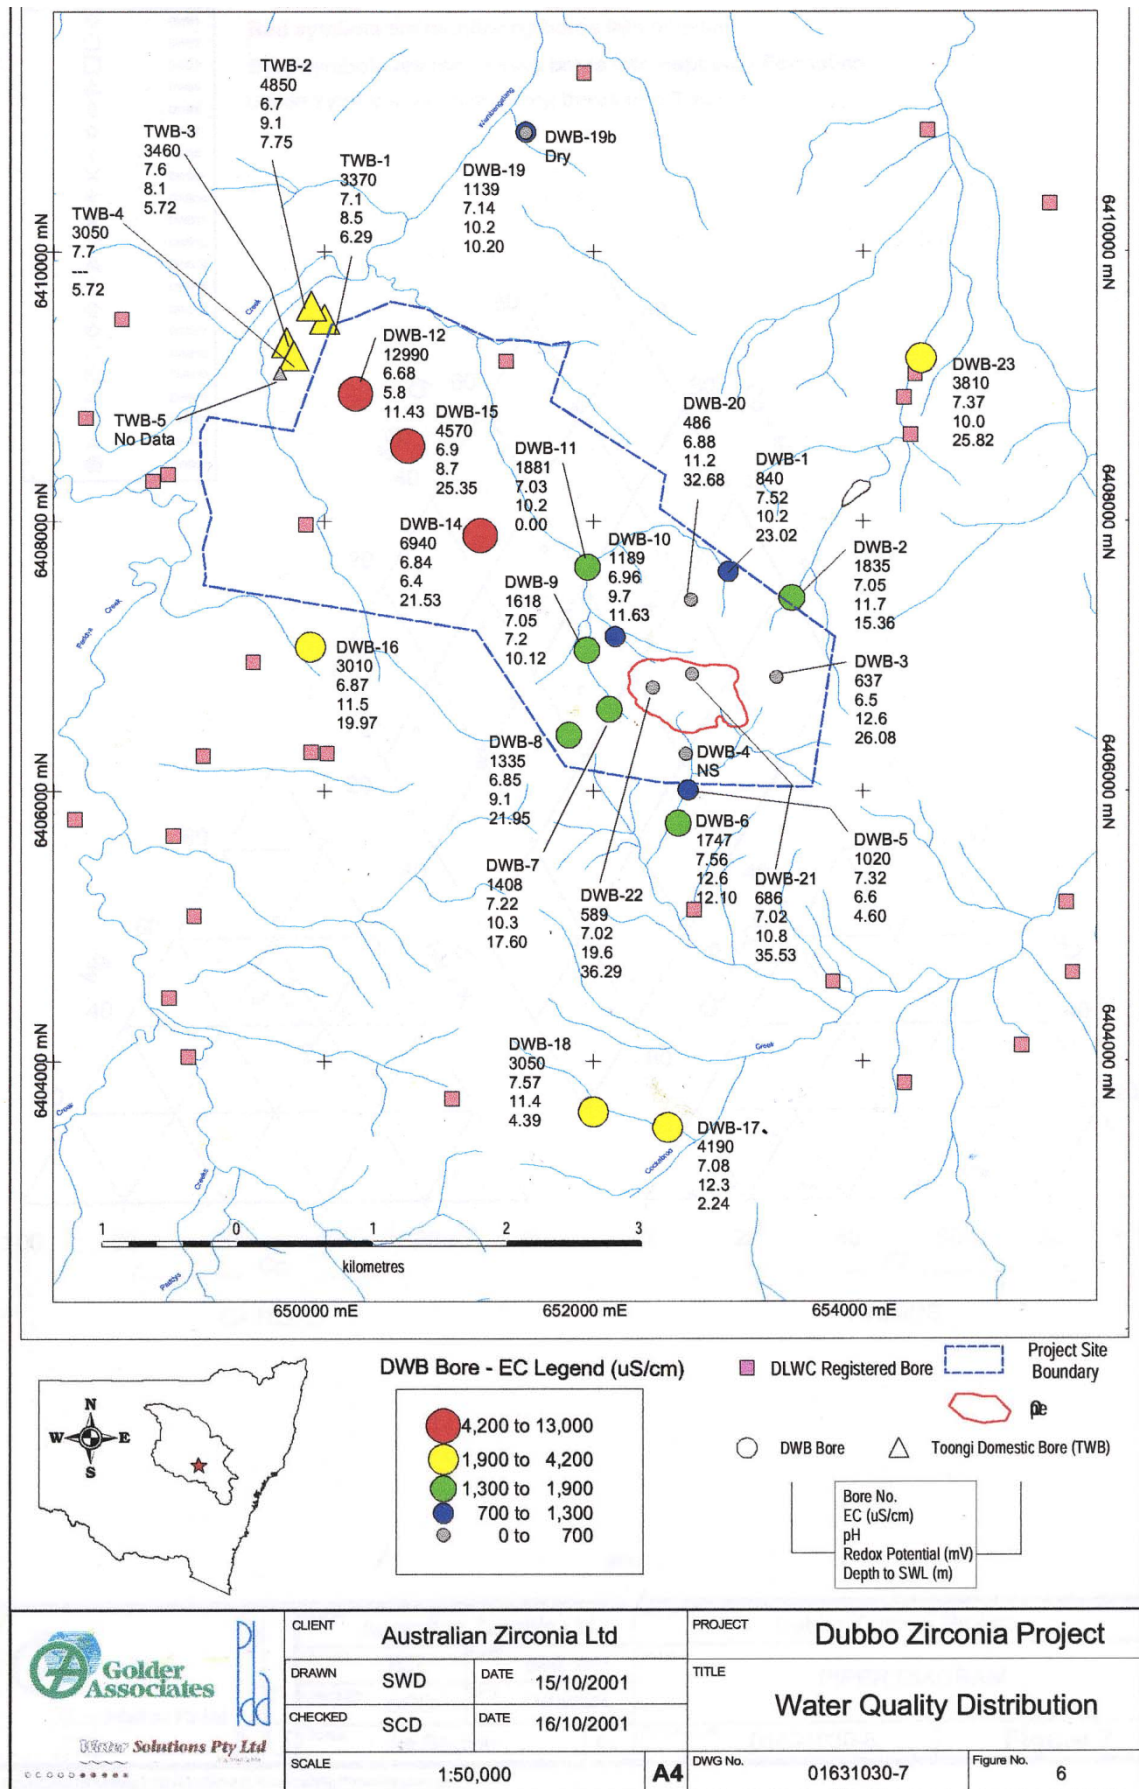 TWB-2
4850
6.7
9.1
7.75
TWB-3
3460
7.6
8.1
5.72
TWB-1
3370
7.1
8.5
6.29
TWB-4
3050
7.7
---
5.72
DWB-19b
Dry
DWB-19
1139
7.14
10.2
10.20
6410000 mN
6410000 mN
Creek
DWB-12
12990
6.68
5.8
11.43
DWB-23
3810
7.37
10.0
25.82
TWB-5
No Data
DWB-15
4570
6.9
8.7
25.35
DWB-20
486
6.88
11.2
32.68
DWB-11
1881
7.03
10.2
0.00
DWB-1
840
7.52
10.2
23.02
6408000 mN
6408000 mN
DWB-14
6940
6.84
6.4
21.53
DWB-10
1189
6.96
9.7
11.63
DWB-2
1835
7.05
11.7
15.36
DWB-9
1618
7.05
7.2
10.12
Paddys
Creek
DWB-16
3010
6.87
11.5
19.97
DWB-3
637
6.5
12.6
26.08
DWB-8
1335
6.85
9.1
21.95
DWB-4
NS
6406000 mN
6406000 mN
DWB-6
1747
7.56
12.6
12.10
DWB-5
1020
7.32
6.6
4.60
DWB-7
1408
7.22
10.3
17.60
DWB-22
589
7.02
19.6
36.29
DWB-21
686
7.02
10.8
35.53
6404000 mN
6404000 mN
DWB-18
3050
7.57
11.4
4.39
Creek
Creek
DWB-17
4190
7.08
12.3
2.24
Cockabroo
Creeks
Paddys
1 0 1 2 3
kilometres
650000 mE 652000 mE 654000 mE
DWB Bore - EC Legend (uS/cm)
4,200 to 13,000
1,900 to 4,200
1,300 to 1,900
700 to 1,300
0 to 700
DLWC Registered Bore
Project Site
Boundary
DWB Bore
Toongi Domestic Bore (TWB)
Bore No.
EC (uS/cm)
pH
Redox Potential (mV)
Depth to SWL (m)
N
W E
S
Golder
Associates
Water Solutions Pty Ltd
CLIENT Australian Zirconia Ltd
PROJECT Dubbo Zirconia Project
DRAWN SWD DATE 15/10/2001
TITLE
Water Quality Distribution
CHECKED SCD DATE 16/10/2001
SCALE 1:50,000 A4
DWG No. 01631030-7
Figure No. 6